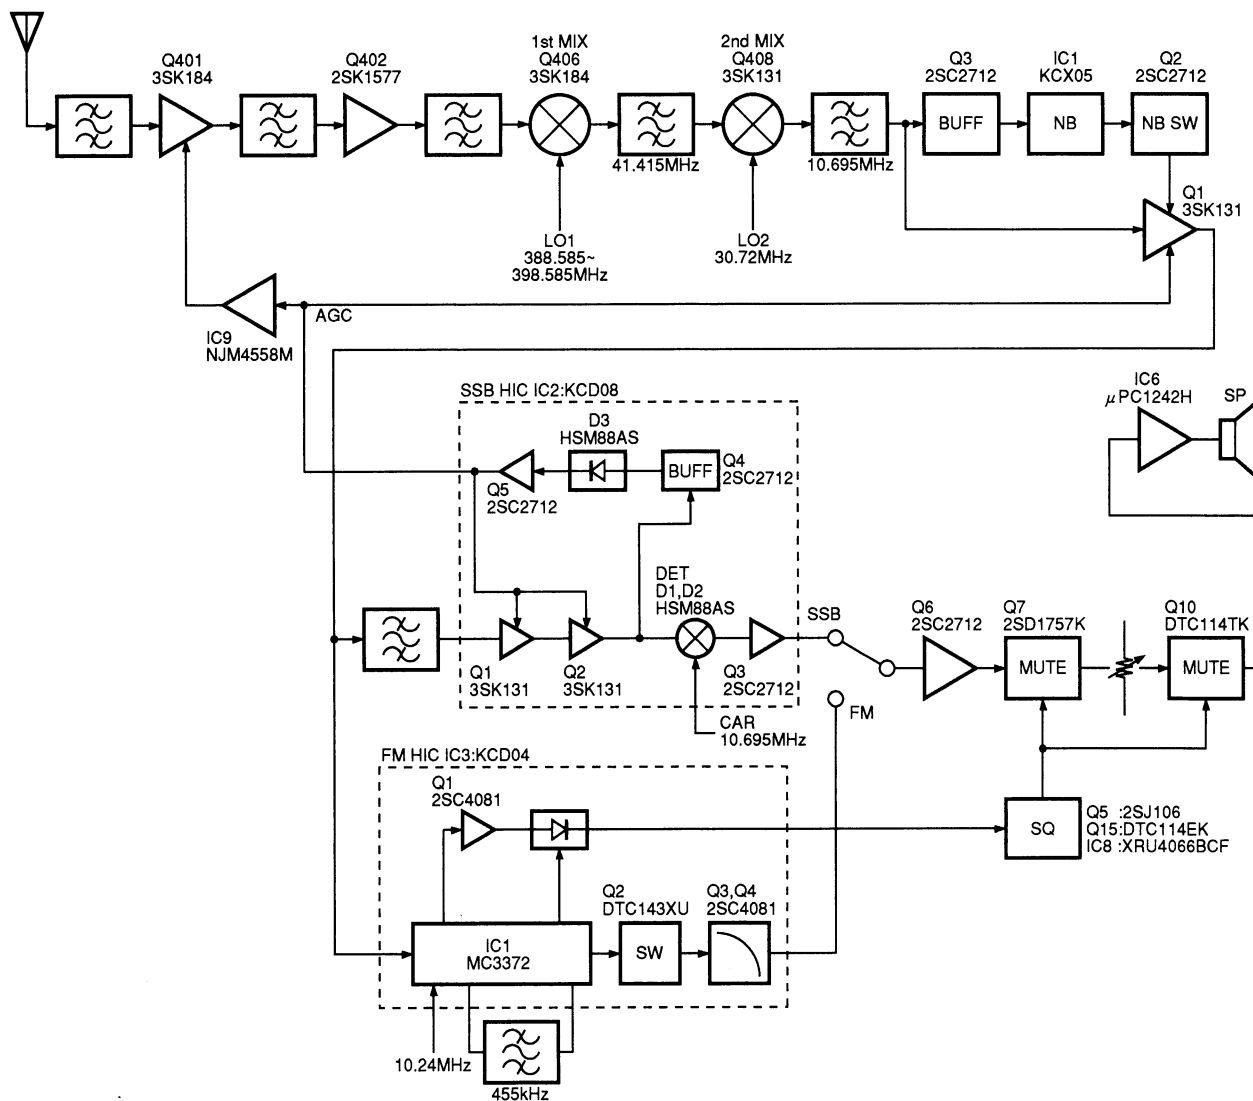 Q401
3SK184
Q402
2SK1577
1st MIX
Q406
3SK184
2nd MIX
Q408
3SK131
Q3
2SC2712
IC1
KCX05
Q2
2SC2712
BUFF
NB
NB SW
41.415MHz
10.695MHz
Q1
3SK131
LO1
388.585~
398.585MHz
LO2
30.72MHz
AGC
IC9
NJM4558M
SSB HIC IC2:KCD08
IC6
μPC1242H
SP
D3
HSM88AS
BUFF
Q4
2SC2712
Q5
2SC2712
DET
D1,D2
HSM88AS
SSB
Q6
2SC2712
Q7
2SD1757K
Q10
DTC114TK
MUTE
MUTE
Q1
3SK131
Q2
3SK131
Q3
2SC2712
FM
CAR
10.695MHz
FM HIC IC3:KCD04
Q1
2SC4081
SQ
Q5 :2SJ106
Q15:DTC114EK
IC8 :XRU4066BCF
Q2
DTC143XU
Q3,Q4
2SC4081
IC1
MC3372
SW
10.24MHz
455kHz